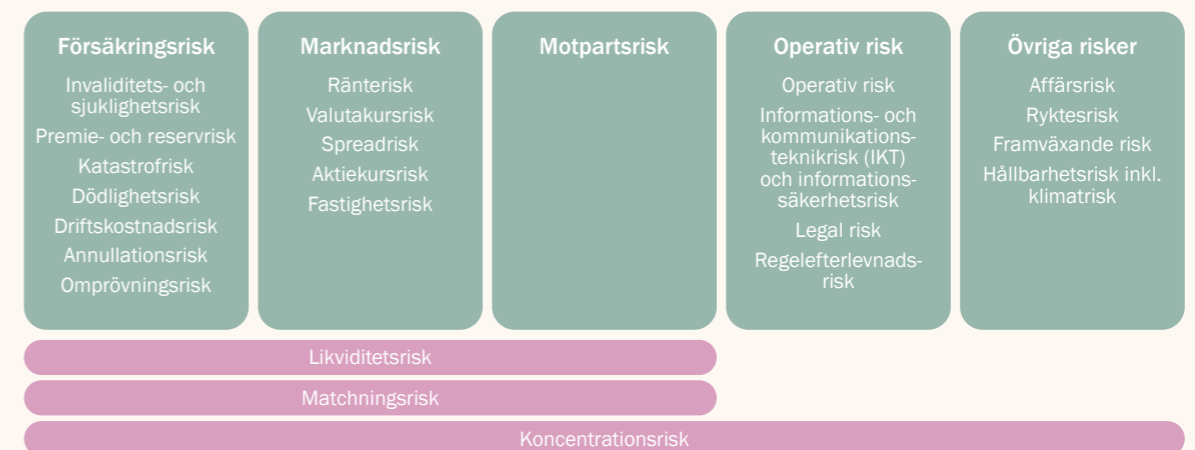 Försäkringsrisk
Invaliditets- och
sjuklighetsrisk
Premie- och reservrisk
Katastrofrisk
Dödlighetsrisk
Driftskostnadsrisk
Annullationsrisk
Omprövningsrisk
Marknadsrisk
Ränterisk
Valutakursrisk
Spreadrisk
Aktiekursrisk
Fastighetsrisk
Motpartsrisk
Operativ risk
Operativ risk
Informations- och
kommunikations-
teknikrisk (IKT)
och informations-
säkerhetsrisk
Legal risk
Regelefterlevnads-
risk
Övriga risker
Affärsrisk
Ryktesrisk
Framväxande risk
Hållbarhetsrisk inkl.
klimatrisk
Likviditetsrisk
Matchningsrisk
Koncentrationsrisk